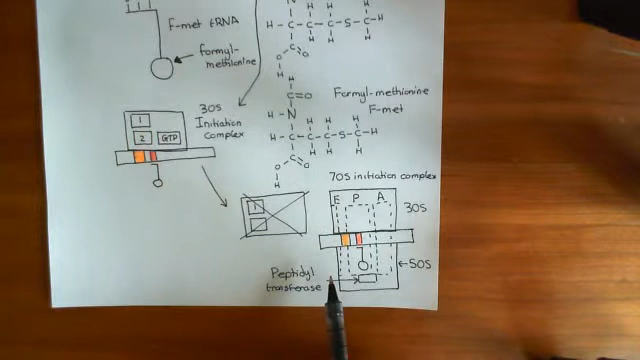 F-met tRNA
formyl-
methionine
N
H-C-C-C-S-C-H
H H H
C=O
O
H
H
C=O
H-N
Formyl-methionine
F-met
H H H
H-C-C-C-S-C-H
H H H
C=O
O
H
30S
Initiation
Complex
1
2 GTP
70S initiation complex
1
E P A
30S
50S
Peptidyl
transferase